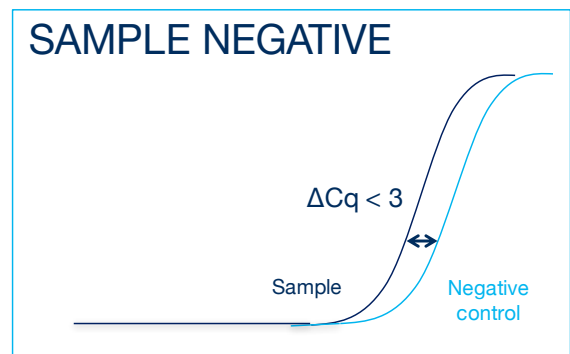 SAMPLE NEGATIVE
ΔCq < 3
Sample
Negative
control